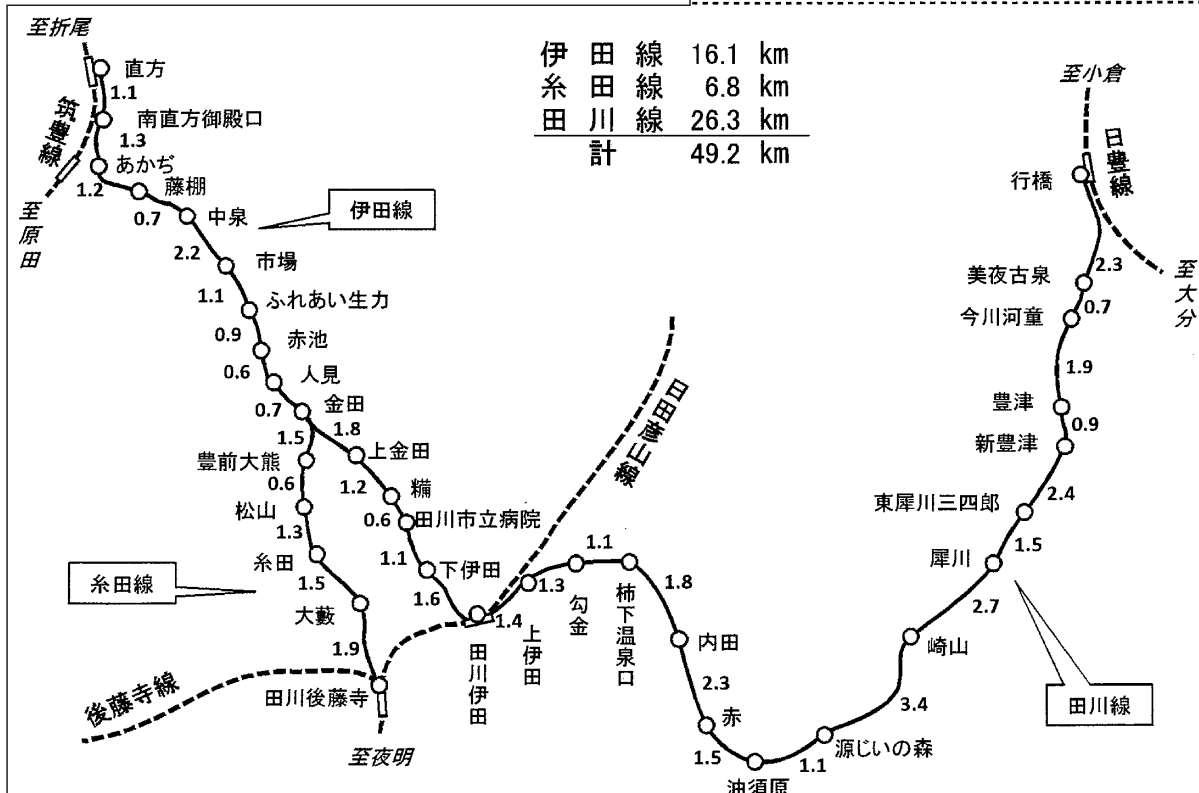 至折尾
直方
1.1
筑豊線
南直方御殿口
1.3
あかぢ
1.2
藤棚
0.7
中泉
至原田
伊田線
2.2
市場
1.1
ふれあい生力
0.9
赤池
0.6
人見
0.7
金田
1.5
1.8
豊前大熊
上金田
0.6
1.2
松山
糒
0.6
田川市立病院
1.3
糸田
1.1
下伊田
糸田線
1.5
1.6
大藪
1.9
田川後藤寺
後藤寺線
至夜明
伊田線 16.1 km
糸田線 6.8 km
田川線 26.3 km
計 49.2 km
日田彦山線
田川伊田
1.4
上伊田
1.3
勾金
1.1
柿下温泉口
1.8
内田
2.3
赤
1.5
油須原
1.1
源じいの森
3.4
崎山
2.7
田川線
犀川
1.5
東犀川三四郎
2.4
新豊津
0.9
豊津
1.9
今川河童
0.7
美夜古泉
2.3
行橋
至小倉
日豊線
至大分